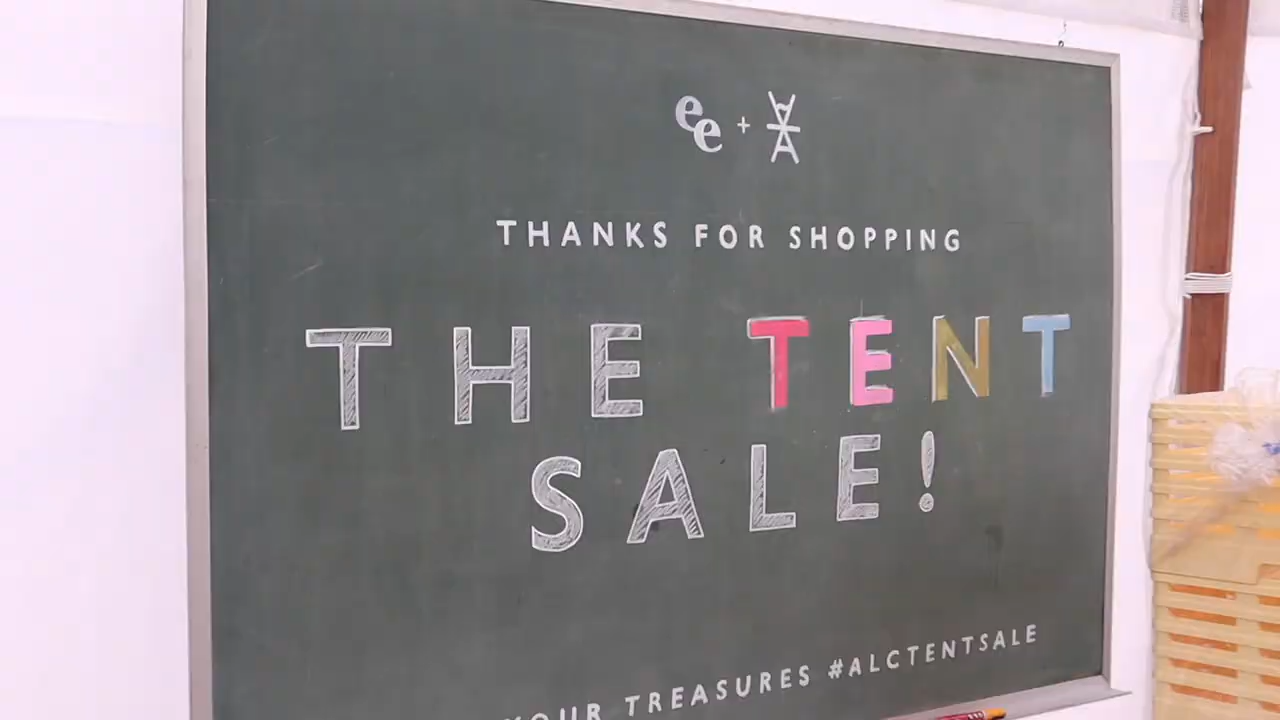 ee +
THANKS FOR SHOPPING
THE TENT
SALE!
YOUR TREASURES #ALCTENTSALE